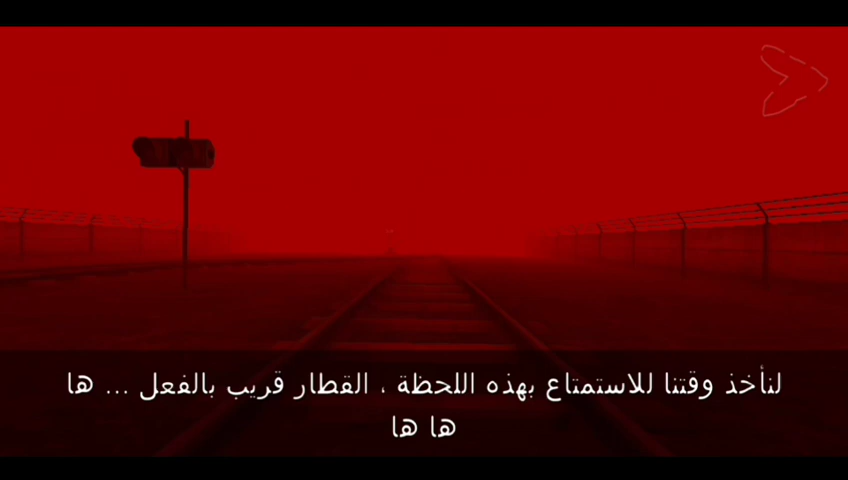 لنأخذ وقتنا للاستمتاع بهذه اللحظة ، القطار قريب بالفعل ... ها
ها ها